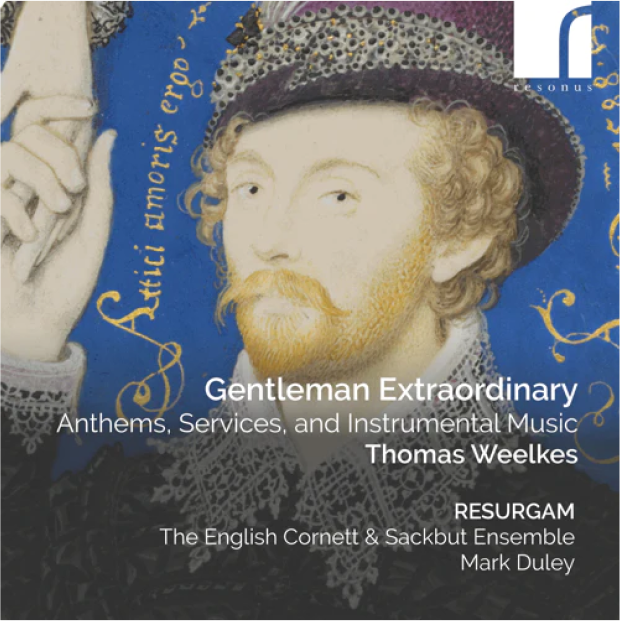 resonus
Attici amoris ergo
Gentleman Extraordinary
Anthems, Services, and Instrumental Music
Thomas Weelkes
RESURGAM
The English Cornett & Sackbut Ensemble
Mark Duley